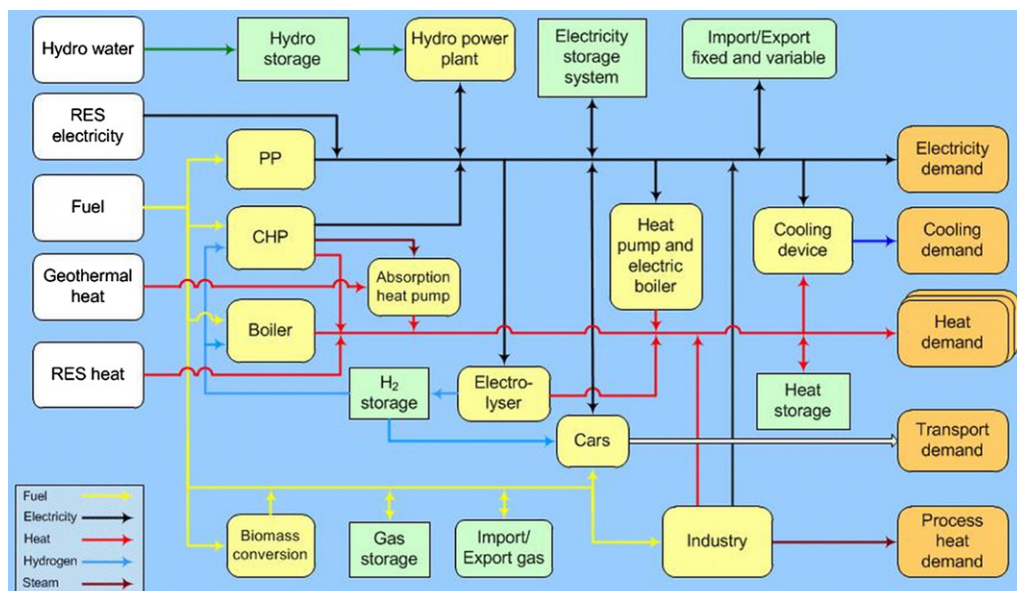 Hydro water
Hydro
storage
Hydro power
plant
Electricity
storage
system
Import/Export
fixed and variable
RES
electricity
PP
Electricity
demand
Fuel
CHP
Heat
pump and
electric
boiler
Cooling
device
Cooling
demand
Geothermal
heat
Absorption
heat pump
Boiler
Heat
demand
RES heat
H2
storage
Electro-
lyser
Heat
storage
Cars
Transport
demand
Fuel
Electricity
Heat
Hydrogen
Steam
Biomass
conversion
Gas
storage
Import/
Export gas
Industry
Process
heat
demand